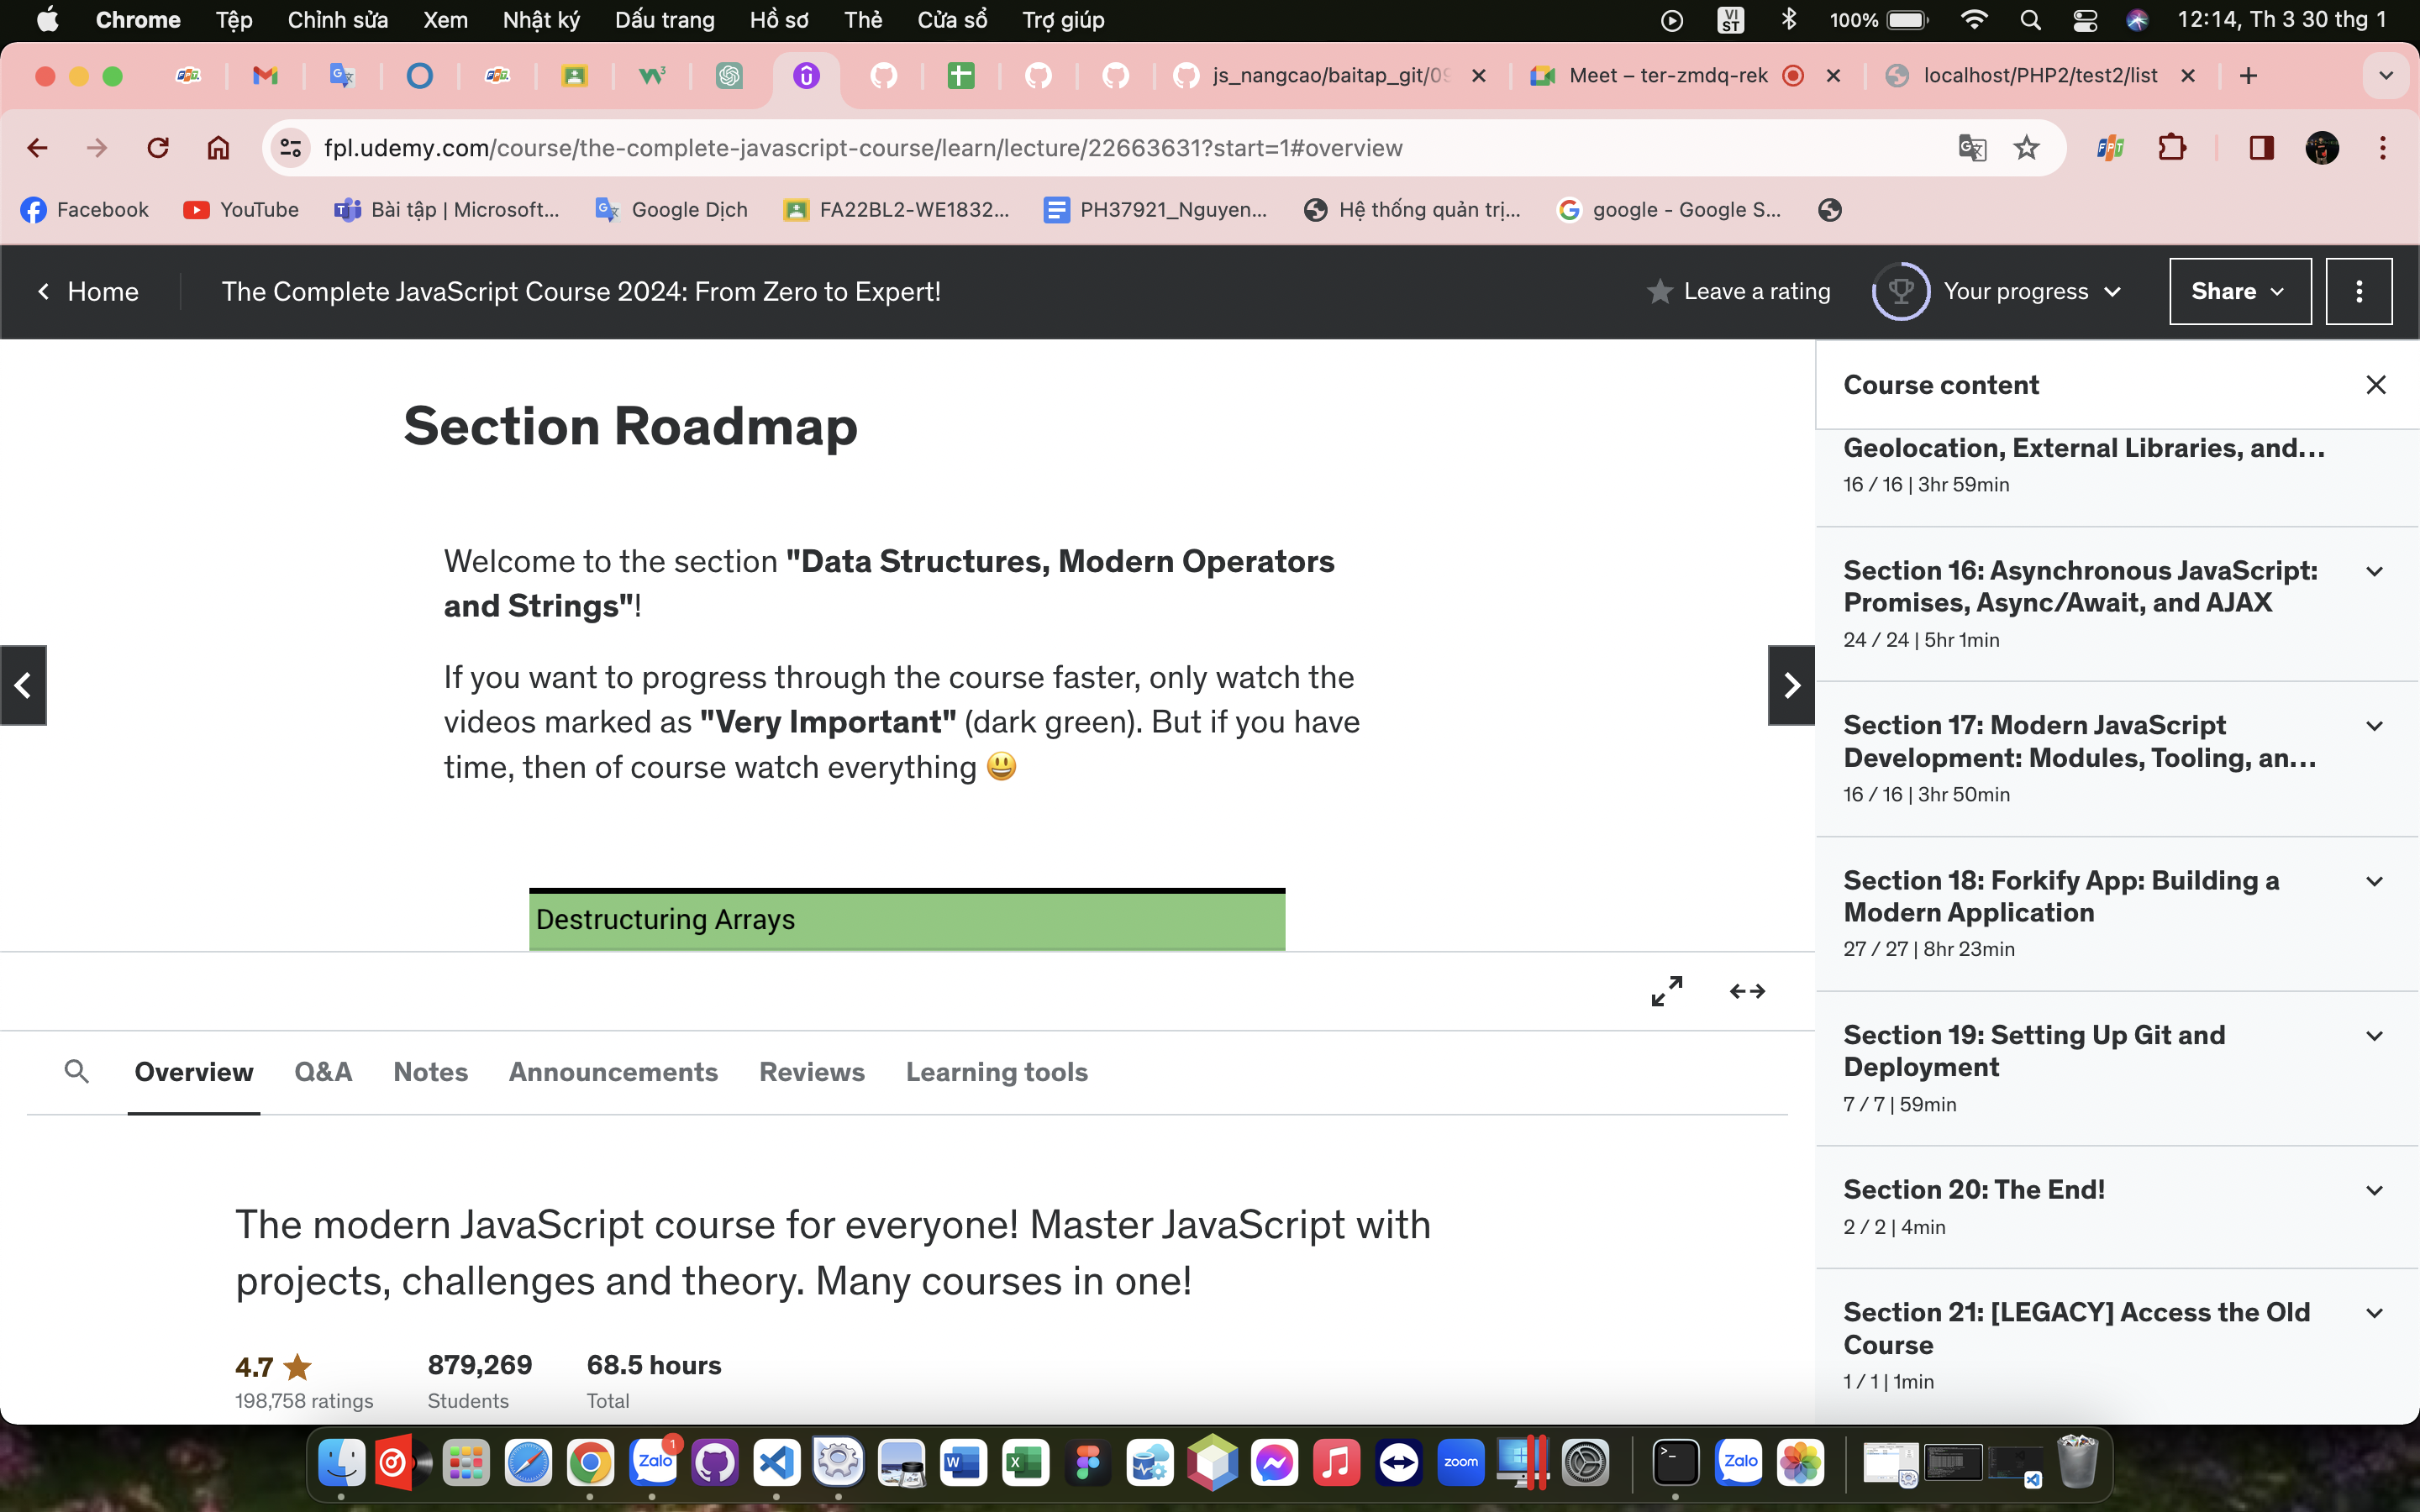 Chrome Tệp Chỉnh sửa Xem Nhật ký Dấu trang Hồ sơ Thẻ Cửa sổ Trợ giúp VI ST 100% 12:14, Th 3 30 thg 1
js_nangcao/baitap_git/09 Meet – ter-zmdq-rek localhost/PHP2/test2/list
fpl.udemy.com/course/the-complete-javascript-course/learn/lecture/22663631?start=1#overview
Facebook YouTube Bài tập | Microsoft... Google Dịch FA22BL2-WE1832... PH37921_Nguyen... Hệ thống quản trị... google - Google S...
Home The Complete JavaScript Course 2024: From Zero to Expert! Leave a rating Your progress Share
Section Roadmap
Welcome to the section "Data Structures, Modern Operators
and Strings"!
If you want to progress through the course faster, only watch the
videos marked as "Very Important" (dark green). But if you have
time, then of course watch everything 😃
Destructuring Arrays
Overview Q&A Notes Announcements Reviews Learning tools
The modern JavaScript course for everyone! Master JavaScript with
projects, challenges and theory. Many courses in one!
4.7 879,269 68.5 hours
198,758 ratings Students Total
Course content
Geolocation, External Libraries, and...
16 / 16 | 3hr 59min
Section 16: Asynchronous JavaScript:
Promises, Async/Await, and AJAX
24 / 24 | 5hr 1min
Section 17: Modern JavaScript
Development: Modules, Tooling, an...
16 / 16 | 3hr 50min
Section 18: Forkify App: Building a
Modern Application
27 / 27 | 8hr 23min
Section 19: Setting Up Git and
Deployment
7 / 7 | 59min
Section 20: The End!
2 / 2 | 4min
Section 21: [LEGACY] Access the Old
Course
1 / 1 | 1min
Zalo 1 zoom Zalo